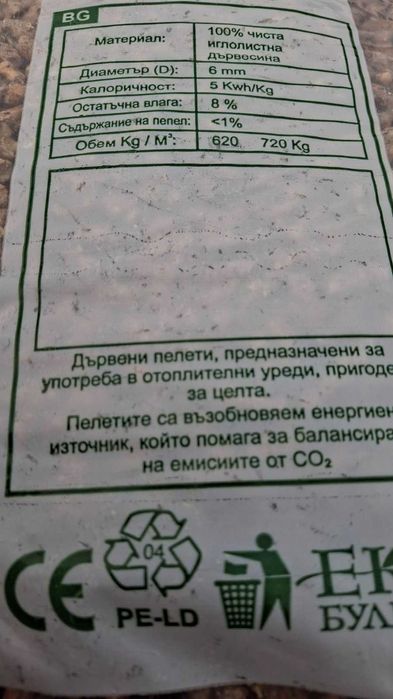 BG
Материал: 100% чиста
иглолистна
дървесина
Диаметър (D): 6 mm
Калоричност: 5 Kwh/Kg
Остатъчна влага: 8 %
Съдържание на пепел: <1%
Обем Kg / M³: 620 720 Kg
Дървени пелети, предназначени за
употреба в отоплителни уреди, пригоде
за целта.
Пелетите са възобновяем енергиен
източник, който помага за балансира
на емисиите от CO₂
CE
04
PE-LD
ЕК
БУЛ